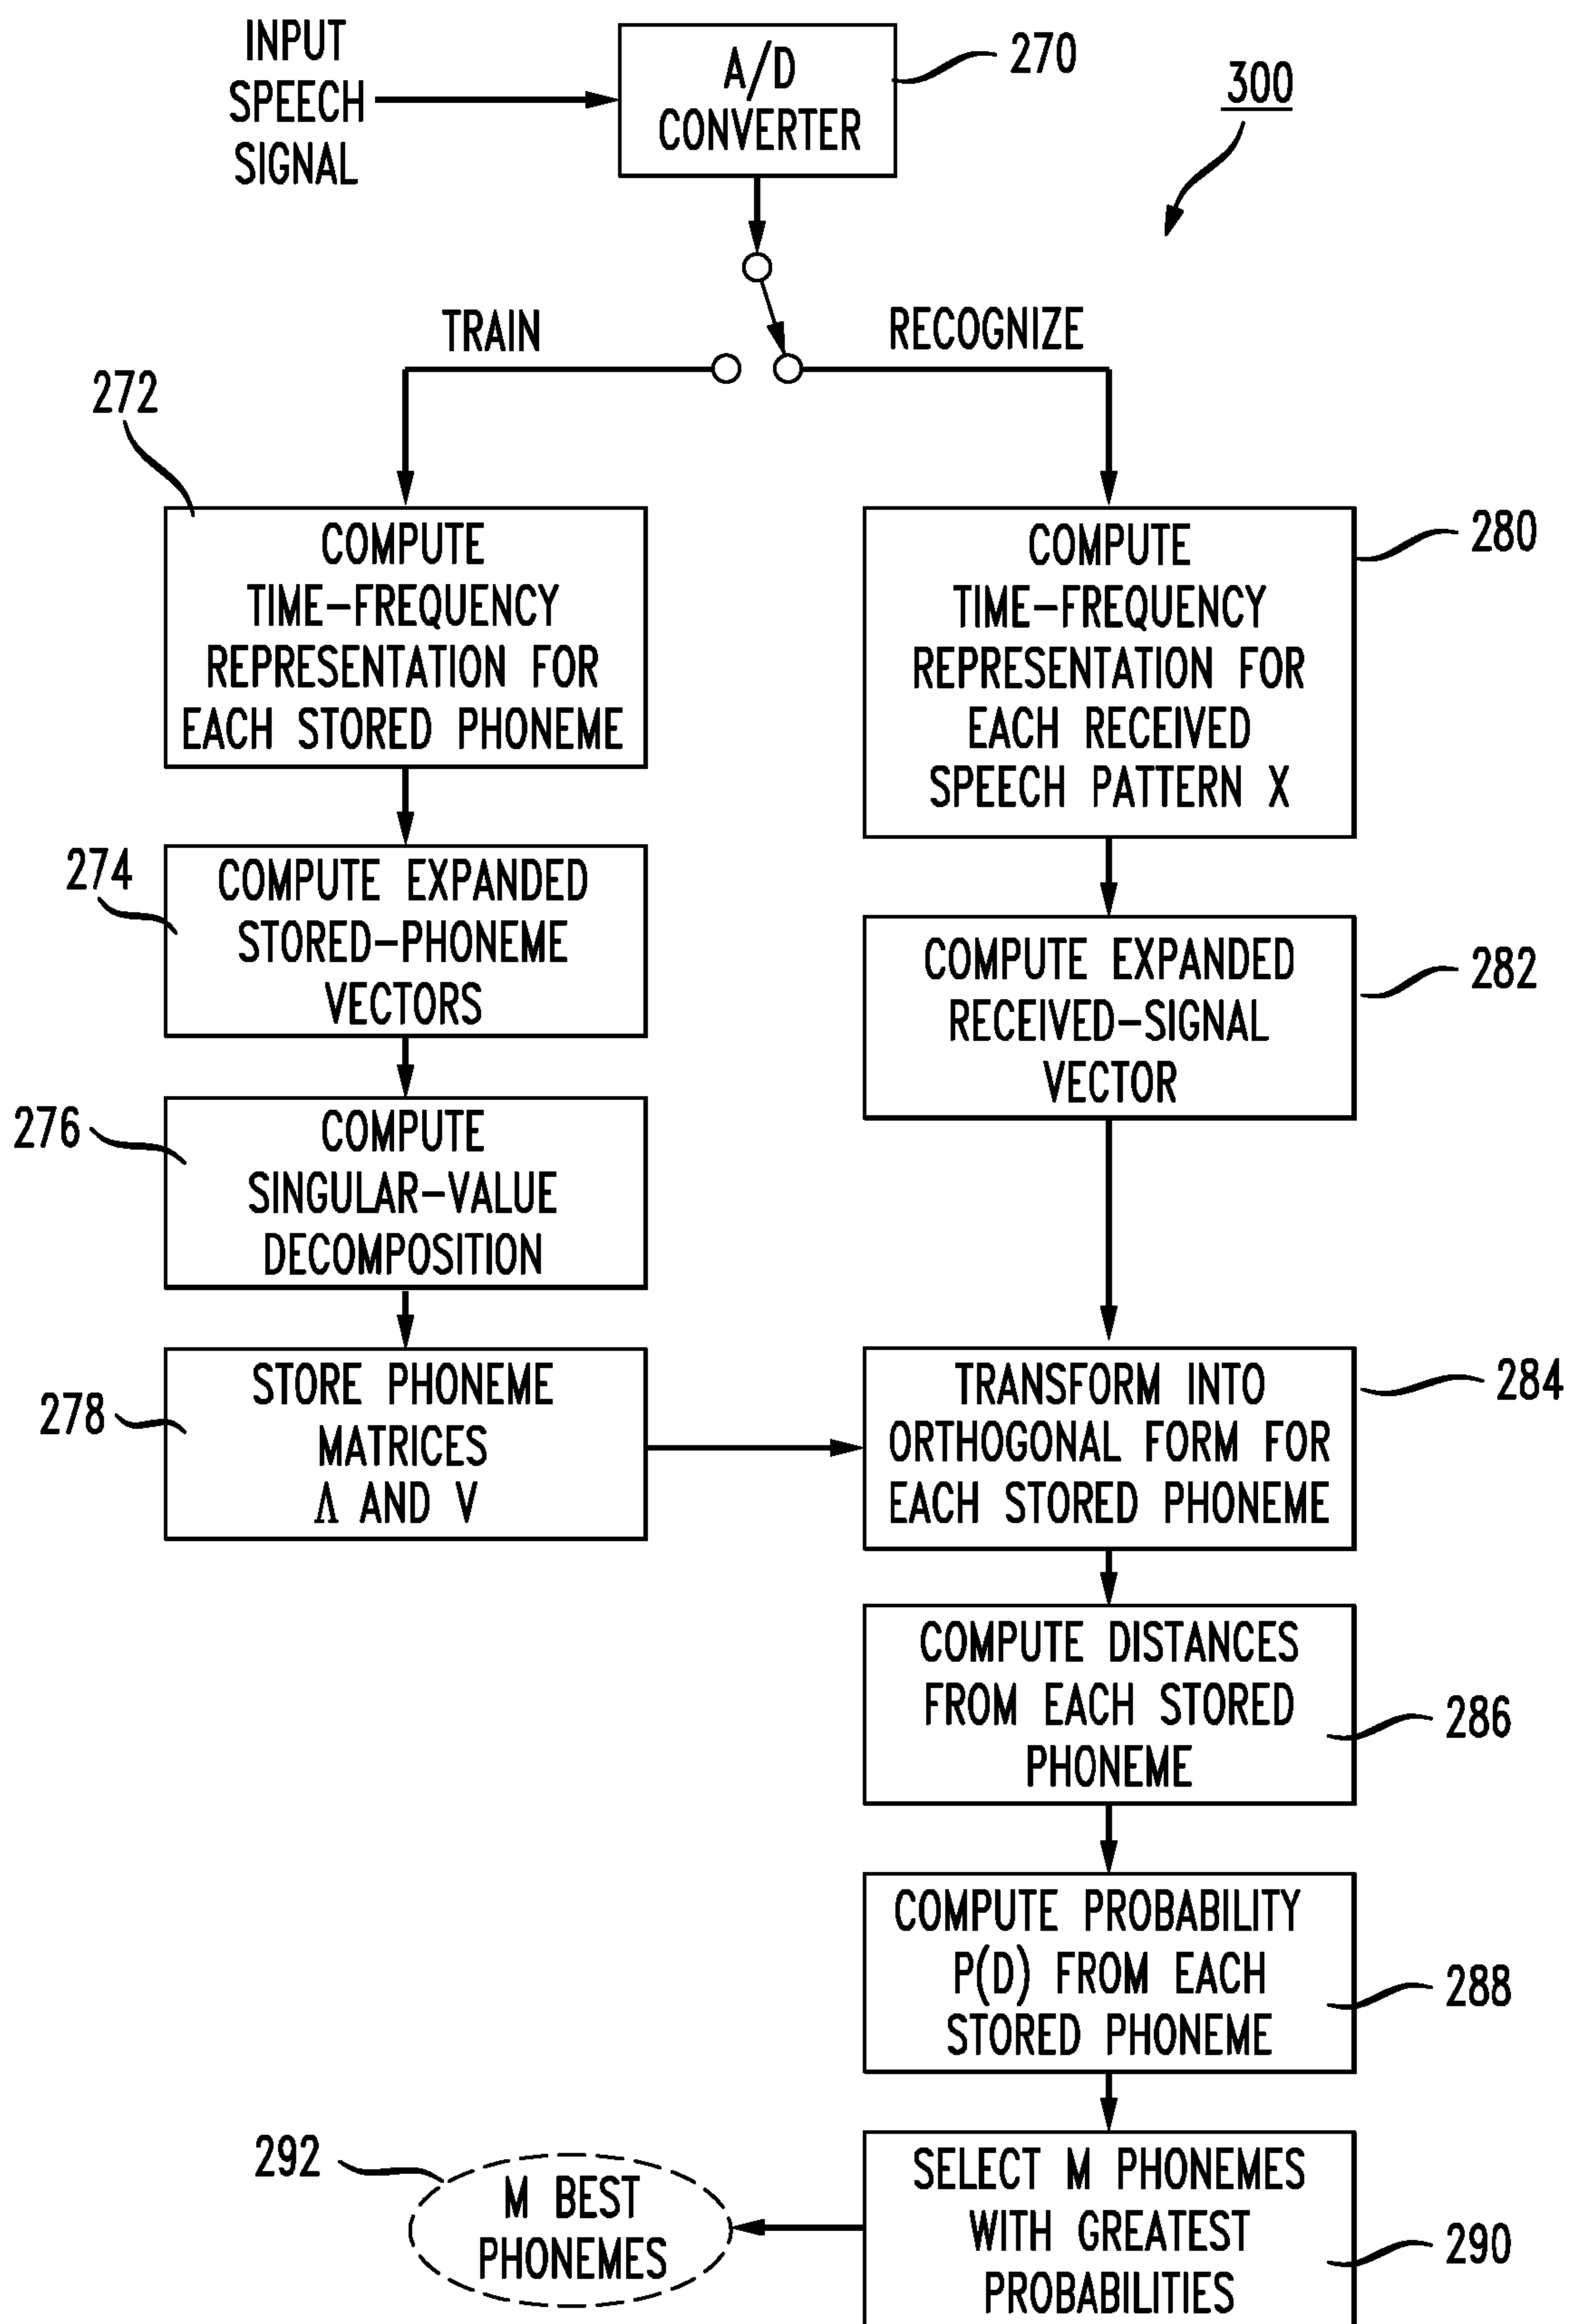 INPUT
SPEECH
SIGNAL
A/D
CONVERTER
270
300
TRAIN
RECOGNIZE
272
COMPUTE
TIME-FREQUENCY
REPRESENTATION FOR
EACH STORED PHONEME
COMPUTE
TIME-FREQUENCY
REPRESENTATION FOR
EACH RECEIVED
SPEECH PATTERN X
280
274
COMPUTE EXPANDED
STORED-PHONEME
VECTORS
COMPUTE EXPANDED
RECEIVED-SIGNAL
VECTOR
282
276
COMPUTE
SINGULAR-VALUE
DECOMPOSITION
278
STORE PHONEME
MATRICES
Λ AND V
TRANSFORM INTO
ORTHOGONAL FORM FOR
EACH STORED PHONEME
284
COMPUTE DISTANCES
FROM EACH STORED
PHONEME
286
COMPUTE PROBABILITY
P(D) FROM EACH
STORED PHONEME
288
292
M BEST
PHONEMES
SELECT M PHONEMES
WITH GREATEST
PROBABILITIES
290